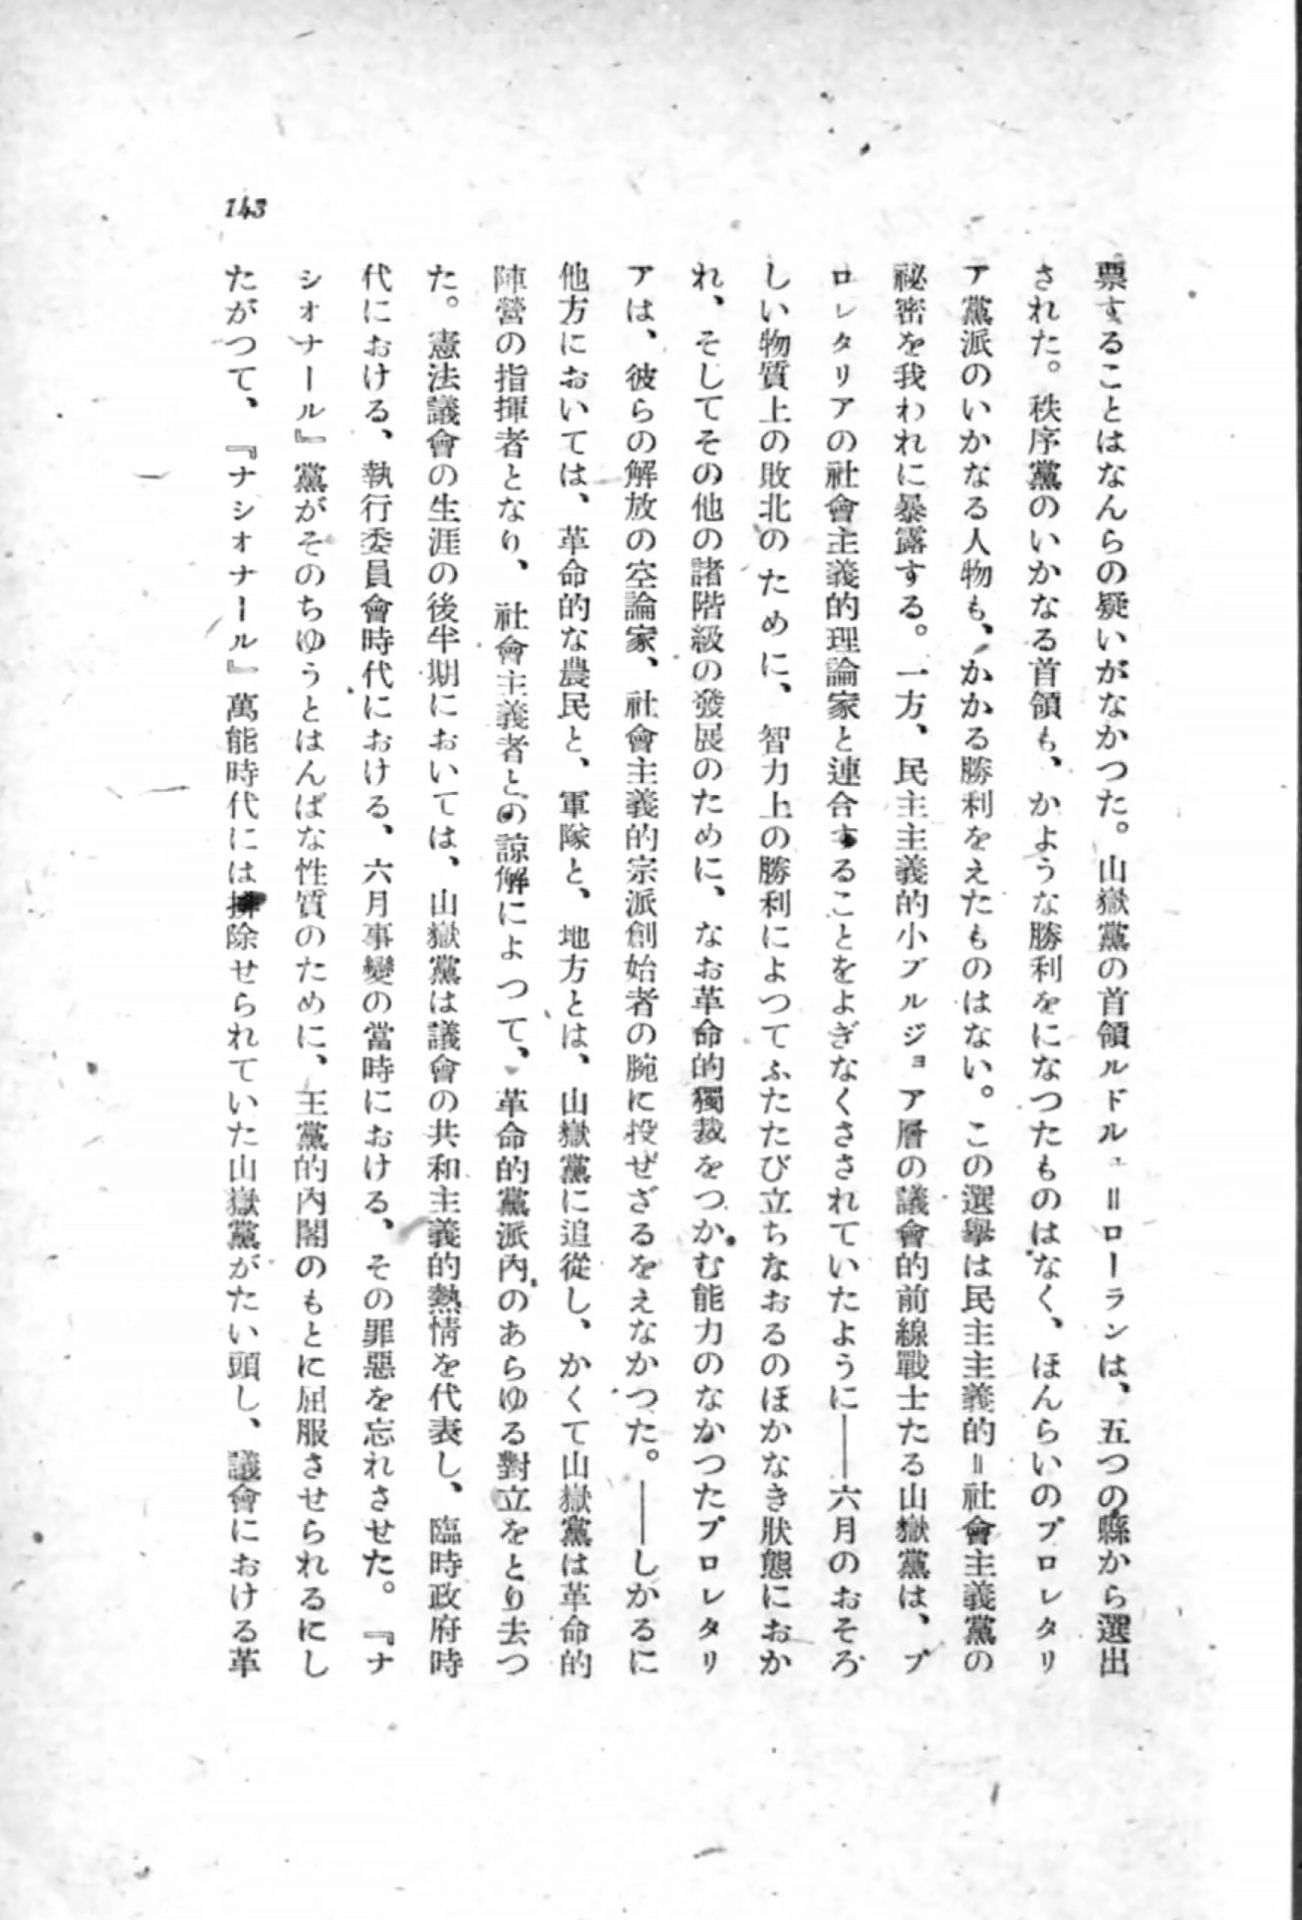 143
票することはなんらの疑いがなかつた。山嶽黨の首領ルドルュ＝ローランは、五つの縣から選出
された。秩序黨のいかなる首領も、かような勝利をになつたものはなく、ほんらいのプロレタリ
ア黨派のいかなる人物も、かかる勝利をえたものはない。この選擧は民主主義的＝社會主義黨の
祕密を我われに暴露する。一方、民主主義的小ブルジョア層の議會的前線戰士たる山嶽黨は、プ
ロレタリアの社會主義的理論家と連合することをよぎなくされていたように――六月のおそろ
しい物質上の敗北のために、智力上の勝利によつてふたたび立ちなおるのほかなき狀態におか
れ、そしてその他の諸階級の發展のために、なお革命的獨裁をつかむ能力のなかつたプロレタリ
アは、彼らの解放の空論家、社會主義的宗派創始者の腕に投ぜざるをえなかつた。――しかるに
他方においては、革命的な農民と、軍隊と、地方とは、山嶽黨に追從し、かくて山嶽黨は革命的
陣營の指揮者となり、社會主義者との諒解によつて、革命的黨派內のあらゆる對立をとり去つ
た。憲法議會の生涯の後半期においては、山嶽黨は議會の共和主義的熱情を代表し、臨時政府時
代における、執行委員會時代における、六月事變の當時における、その罪惡を忘れさせた。『ナ
シォナール』黨がそのちゆうとはんぱな性質のために、王黨的內閣のもとに屈服させられるにし
たがつて、『ナシォナール』萬能時代には排除せられていた山嶽黨がたい頭し、議會における革